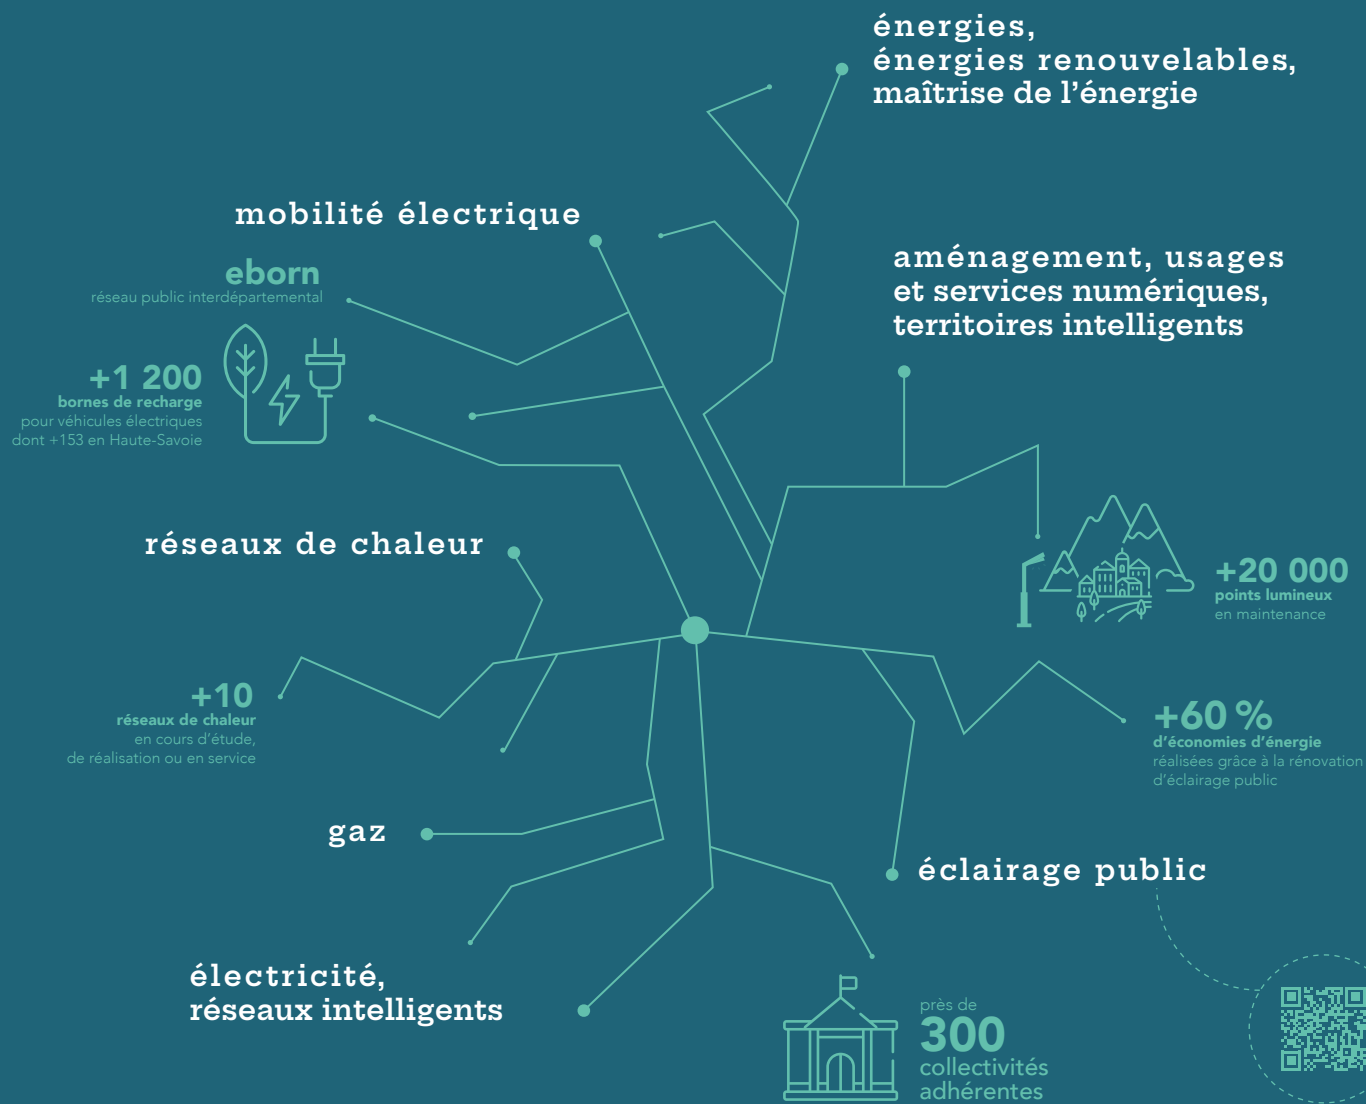 énergies,
énergies renouvelables,
maîtrise de l'énergie
mobilité électrique
eborn
réseau public interdépartemental
+1 200
bornes de recharge
pour véhicules électriques
dont +153 en Haute-Savoie
aménagement, usages
et services numériques,
territoires intelligents
réseaux de chaleur
+20 000
points lumineux
en maintenance
+10
réseaux de chaleur
en cours d'étude,
de réalisation ou en service
+60 %
d'économies d'énergie
réalisées grâce à la rénovation
d'éclairage public
gaz
éclairage public
électricité,
réseaux intelligents
près de
300
collectivités
adhérentes